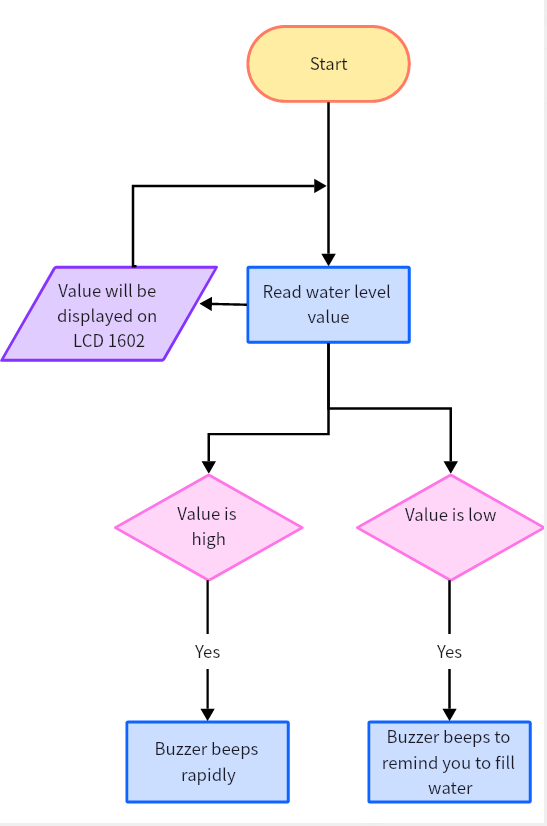 Start
Value will be
displayed on
LCD 1602
Read water level
value
Value is
high
Value is low
Yes
Yes
Buzzer beeps
rapidly
Buzzer beeps to
remind you to fill
water